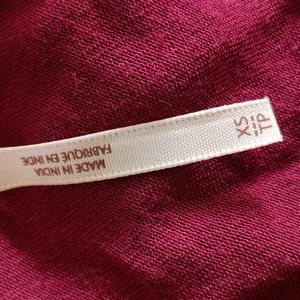 XS
TP
MADE IN INDIA
FABRIQUÉ EN INDE